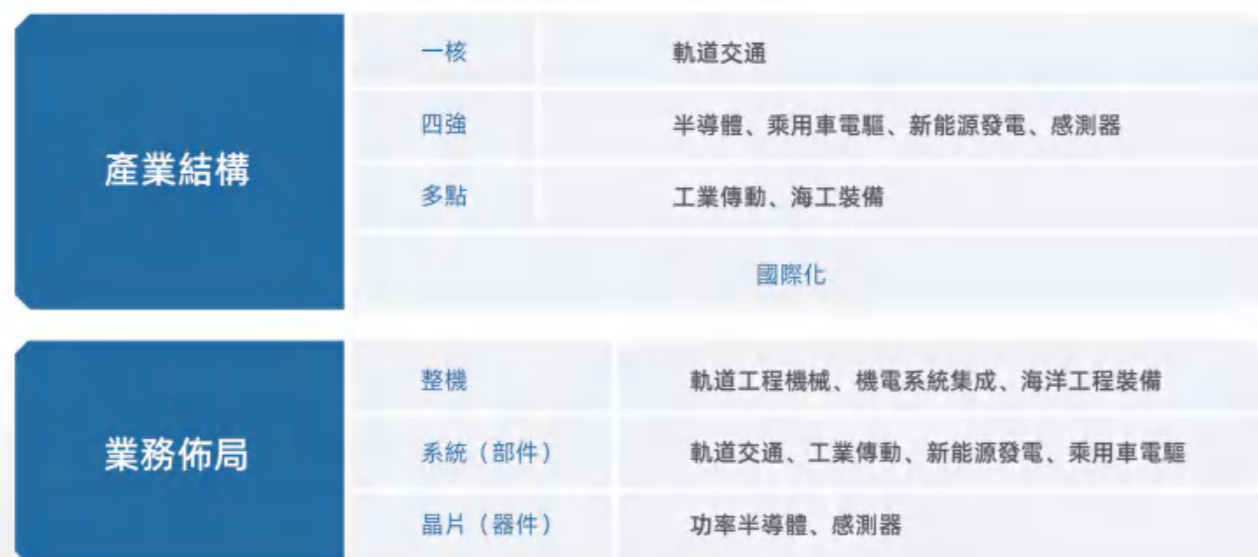 產業結構
一核 軌道交通
四強 半導體、乘用車電驅、新能源發電、感測器
多點 工業傳動、海工裝備
國際化
業務佈局
整機 軌道工程機械、機電系統集成、海洋工程裝備
系統（部件） 軌道交通、工業傳動、新能源發電、乘用車電驅
晶片（器件） 功率半導體、感測器